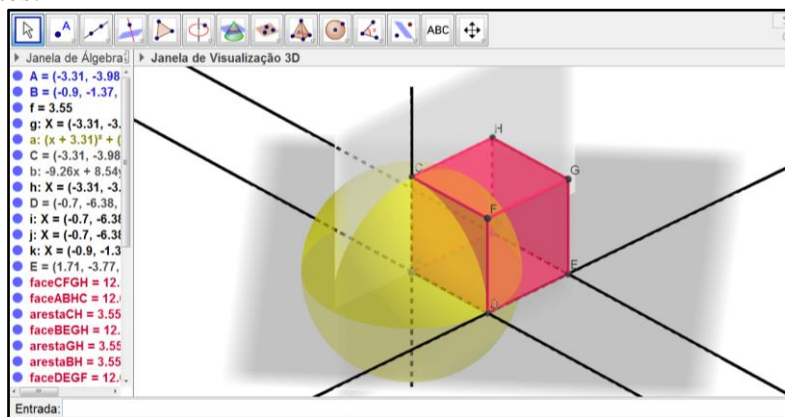 ABC
Janela de Álgebra
Janela de Visualização 3D
A = (-3.31, -3.98
B = (-0.9, -1.37,
f = 3.55
g: X = (-3.31, -3.
a: (x + 3.31)² + (
C = (-3.31, -3.98
b: -9.26x + 8.54y
h: X = (-3.31, -3.
D = (-0.7, -6.38,
i: X = (-0.7, -6.38
j: X = (-0.7, -6.38
k: X = (-0.9, -1.3
E = (1.71, -3.77,
faceCFGH = 12.
faceABHC = 12.
arestaCH = 3.55
faceBEGH = 12.
arestaGH = 3.55
arestaBH = 3.55
faceDEGF = 12.
H
C
G
F
E
D
Entrada: